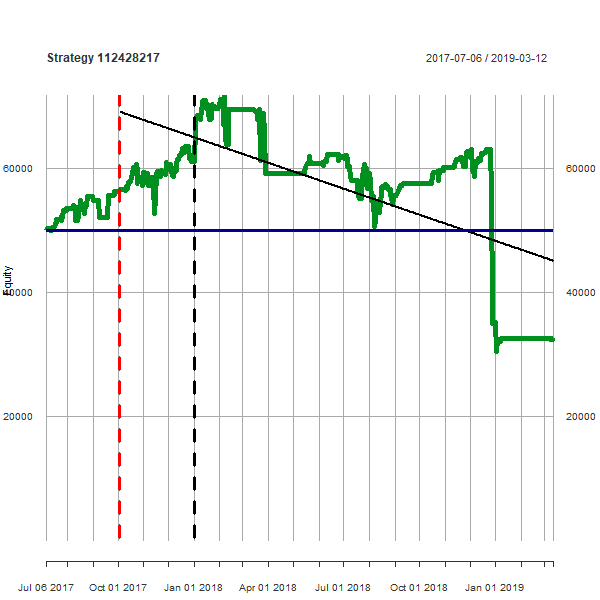 Strategy 112428217
2017-07-06 / 2019-03-12
60000
60000
Equity
40000
40000
20000
20000
Jul 06 2017
Oct 01 2017
Jan 01 2018
Apr 01 2018
Jul 01 2018
Oct 01 2018
Jan 01 2019